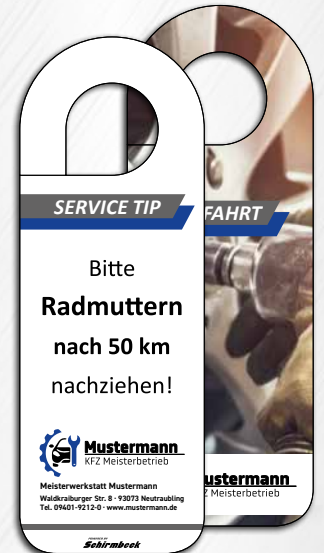 SERVICE TIP
Bitte
Radmuttern
nach 50 km
nachziehen!
Mustermann
KFZ Meisterbetrieb
Meisterwerkstatt Mustermann
Waldkraiburger Str. 8 · 93073 Neutraubling
Tel. 09401-9212-0 · www.mustermann.de
Schirmbeck
FAHRT
ustermann
Z Meisterbetrieb